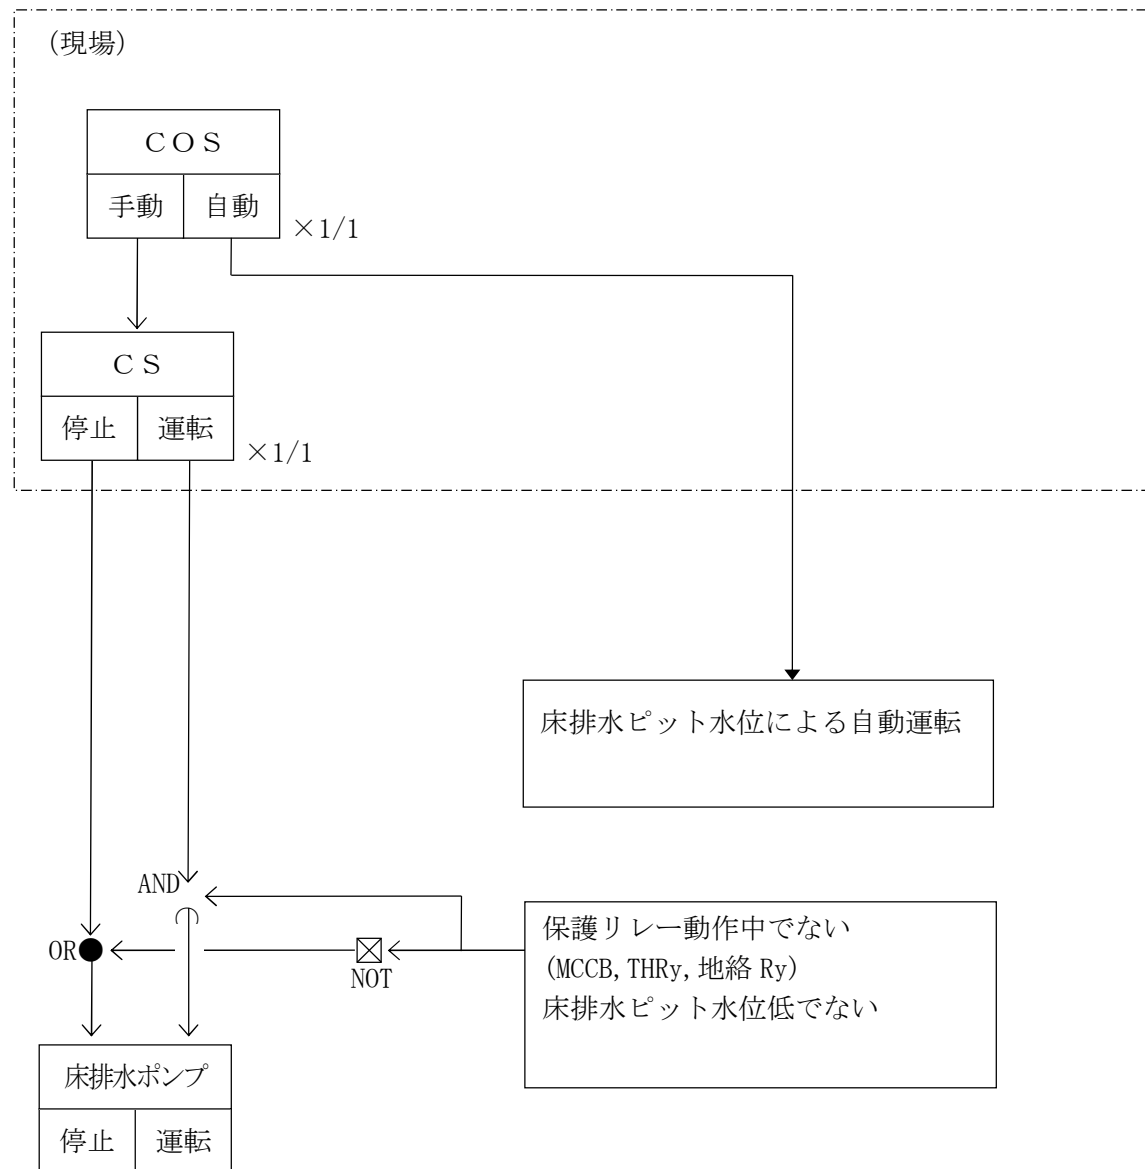 (現場)
ＣＯＳ
手動 自動
×1/1
ＣＳ
停止 運転
×1/1
床排水ピット水位による自動運転
AND
保護リレー動作中でない
(MCCB,THRy,地絡 Ry)
床排水ピット水位低でない
OR
NOT
床排水ポンプ
停止 運転